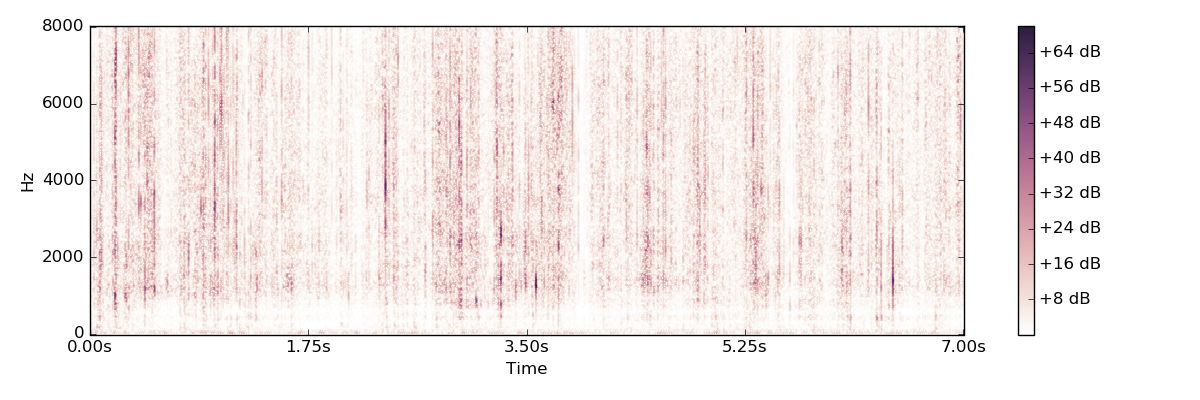 8000
6000
4000
2000
0
Hz
0.00s 1.75s 3.50s 5.25s 7.00s
Time
+64 dB
+56 dB
+48 dB
+40 dB
+32 dB
+24 dB
+16 dB
+8 dB